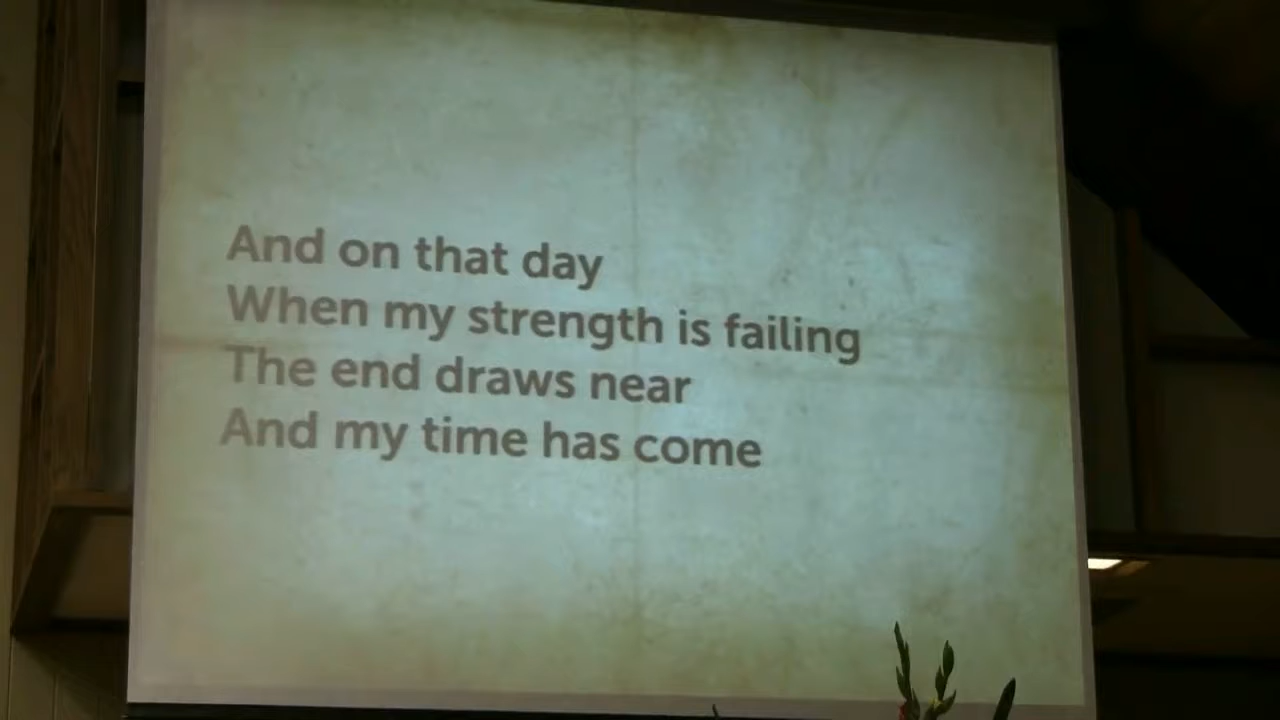 And on that day
When my strength is failing
The end draws near
And my time has come